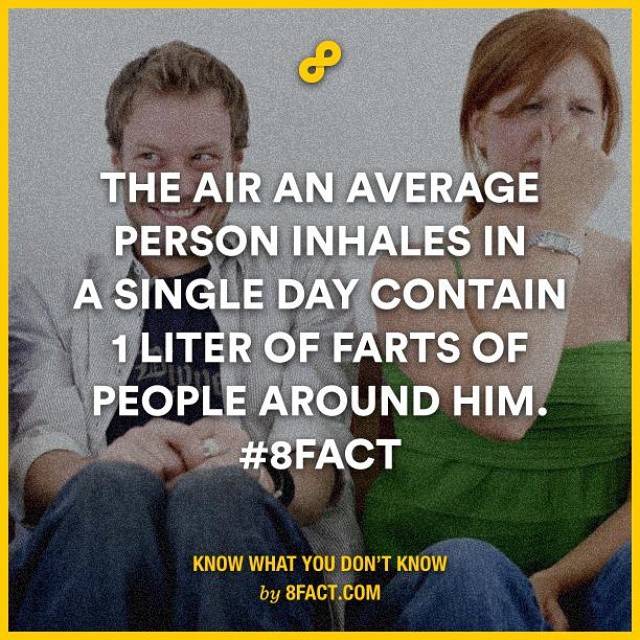 THE AIR AN AVERAGE
PERSON INHALES IN
A SINGLE DAY CONTAIN
1 LITER OF FARTS OF
PEOPLE AROUND HIM.
#8FACT
KNOW WHAT YOU DON'T KNOW
by 8FACT.COM